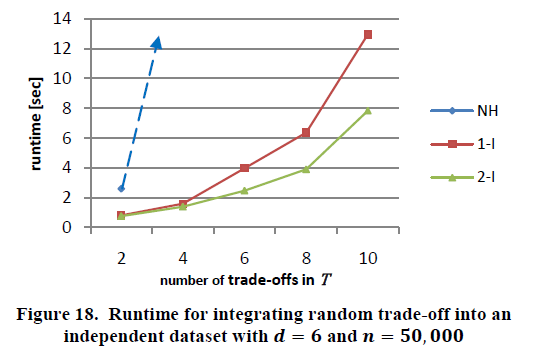 14
12
10
8
6
4
2
0
runtime [sec]
2 4 6 8 10
number of trade-offs in T
NH
1-I
2-I
Figure 18. Runtime for integrating random trade-off into an
independent dataset with d = 6 and n = 50, 000